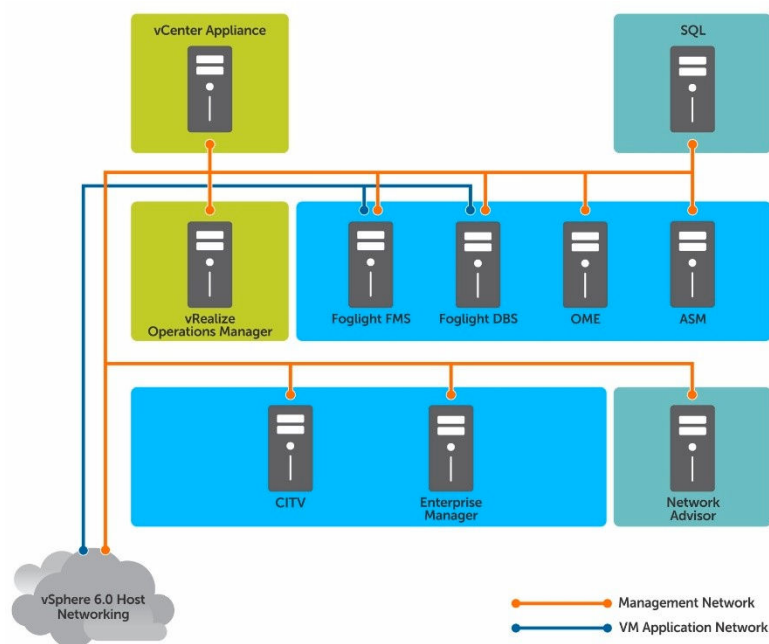 vCenter Appliance
SQL
vRealize
Operations Manager
Foglight FMS
Foglight DBS
OME
ASM
CITV
Enterprise
Manager
Network
Advisor
vSphere 6.0 Host
Networking
Management Network
VM Application Network